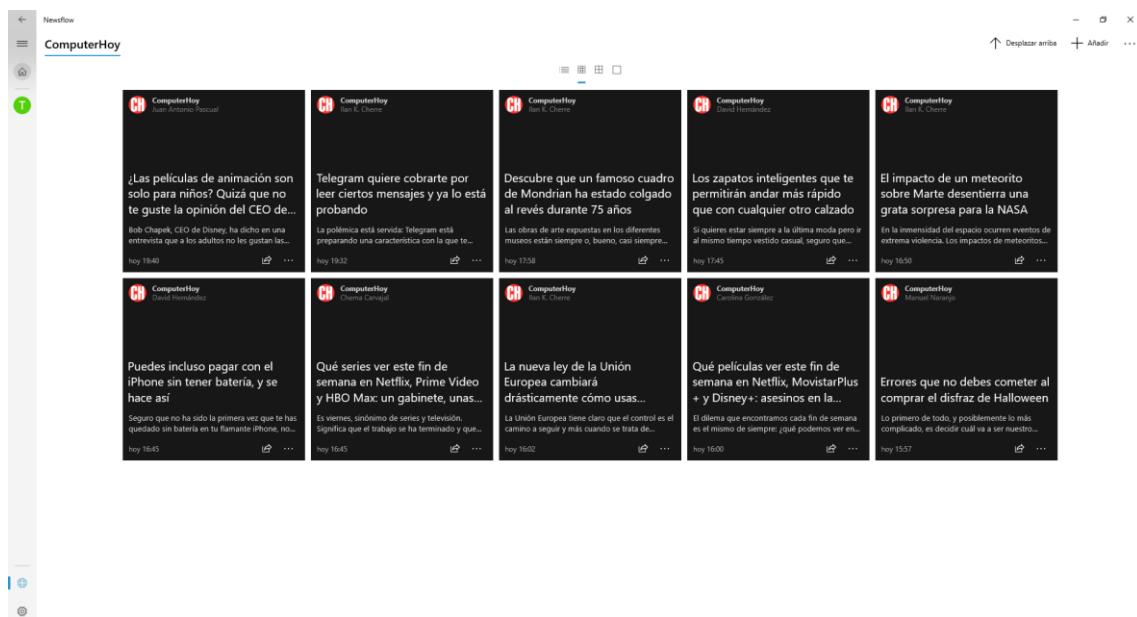 Newsflow
ComputerHoy
Desplazar arriba
Añadir
T
CH
ComputerHoy
Juan Antonio Pascual
¿Las películas de animación son
solo para niños? Quizá que no
te guste la opinión del CEO de...
Bob Chapek, CEO de Disney, ha dicho en una
entrevista que a los adultos no les gustan las...
hoy 19:40
CH
ComputerHoy
Ilan K. Cherre
Telegram quiere cobrarte por
leer ciertos mensajes y ya lo está
probando
La polémica está servida: Telegram está
preparando una característica con la que te...
hoy 19:32
CH
ComputerHoy
Ilan K. Cherre
Descubre que un famoso cuadro
de Mondrian ha estado colgado
al revés durante 75 años
Las obras de arte expuestas en los diferentes
museos están siempre o, bueno, casi siempre...
hoy 17:58
CH
ComputerHoy
David Hernández
Los zapatos inteligentes que te
permitirán andar más rápido
que con cualquier otro calzado
Si quieres estar siempre a la última moda pero ir
al mismo tiempo vestido casual, seguro que...
hoy 17:45
CH
ComputerHoy
Ilan K. Cherre
El impacto de un meteorito
sobre Marte desentierra una
grata sorpresa para la NASA
En la inmensidad del espacio ocurren eventos de
extrema violencia. Los impactos de meteoritos...
hoy 16:50
CH
ComputerHoy
David Hernández
Puedes incluso pagar con el
iPhone sin tener batería, y se
hace así
Seguro que no ha sido la primera vez que te has
quedado sin batería en tu flamante iPhone, no...
hoy 16:45
CH
ComputerHoy
Chema Carvajal
Qué series ver este fin de
semana en Netflix, Prime Video
y HBO Max: un gabinete, unas...
Es viernes, sinónimo de series y televisión.
Significa que el trabajo se ha terminado y que...
hoy 16:45
CH
ComputerHoy
Ilan K. Cherre
La nueva ley de la Unión
Europea cambiará
drásticamente cómo usas...
La Unión Europea tiene claro que el control es el
camino a seguir y más cuando se trata de...
hoy 16:02
CH
ComputerHoy
Carolina González
Qué películas ver este fin de
semana en Netflix, MovistarPlus
+ y Disney+: asesinos en la...
El dilema que encontramos cada fin de semana
es el mismo de siempre: ¿qué podemos ver en...
hoy 16:00
CH
ComputerHoy
Manuel Naranjo
Errores que no debes cometer al
comprar el disfraz de Halloween
Lo primero de todo, y posiblemente lo más
complicado, es decidir cuál va a ser nuestro...
hoy 15:57